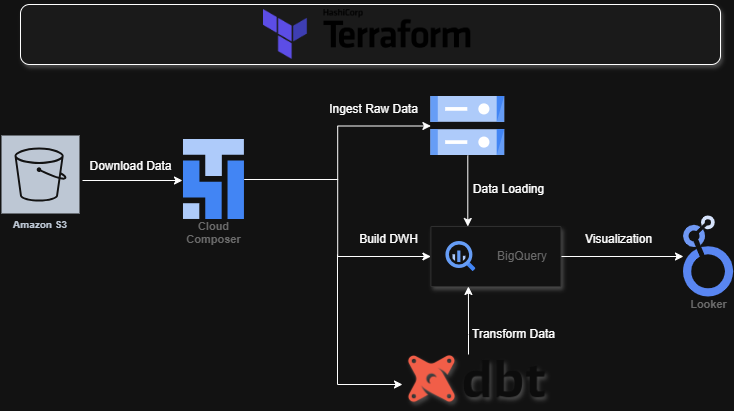 HashiCorp
Terraform
Ingest Raw Data
Download Data
Data Loading
Amazon S3
Cloud
Composer
Build DWH
BigQuery
Visualization
Looker
Transform Data
dbt